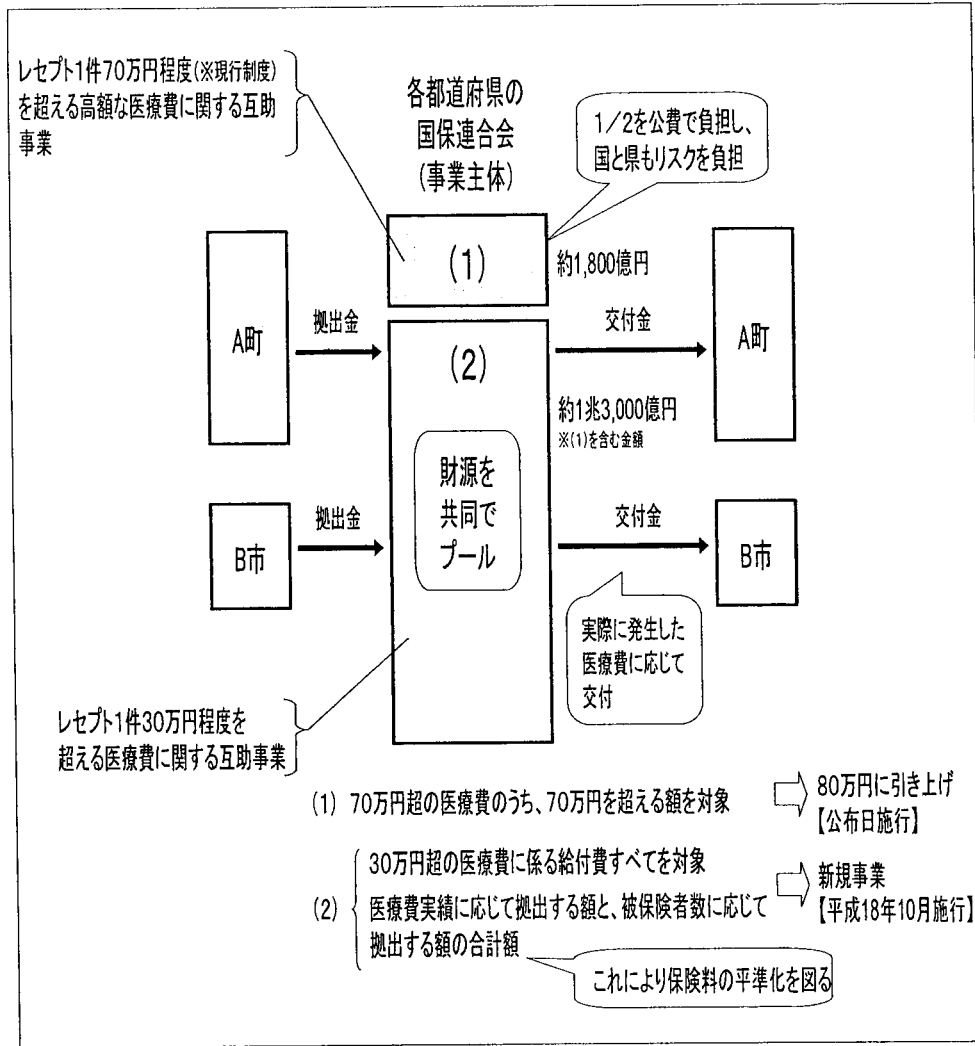 レセプト1件70万円程度(※現行制度)
を超える高額な医療費に関する互助
事業
各都道府県の
国保連合会
(事業主体)
1/2を公費で負担し、
国と県もリスクを負担
(1)
約1,800億円
A町
拠出金
(2)
交付金
A町
約1兆3,000億円
※(1)を含む金額
財源を
共同で
プール
B市
拠出金
交付金
B市
実際に発生した
医療費に応じて
交付
レセプト1件30万円程度を
超える医療費に関する互助事業
(1) 70万円超の医療費のうち、70万円を超える額を対象
80万円に引き上げ
【公布日施行】
(2)
30万円超の医療費に係る給付費すべてを対象
医療費実績に応じて拠出する額と、被保険者数に応じて
拠出する額の合計額
新規事業
【平成18年10月施行】
これにより保険料の平準化を図る